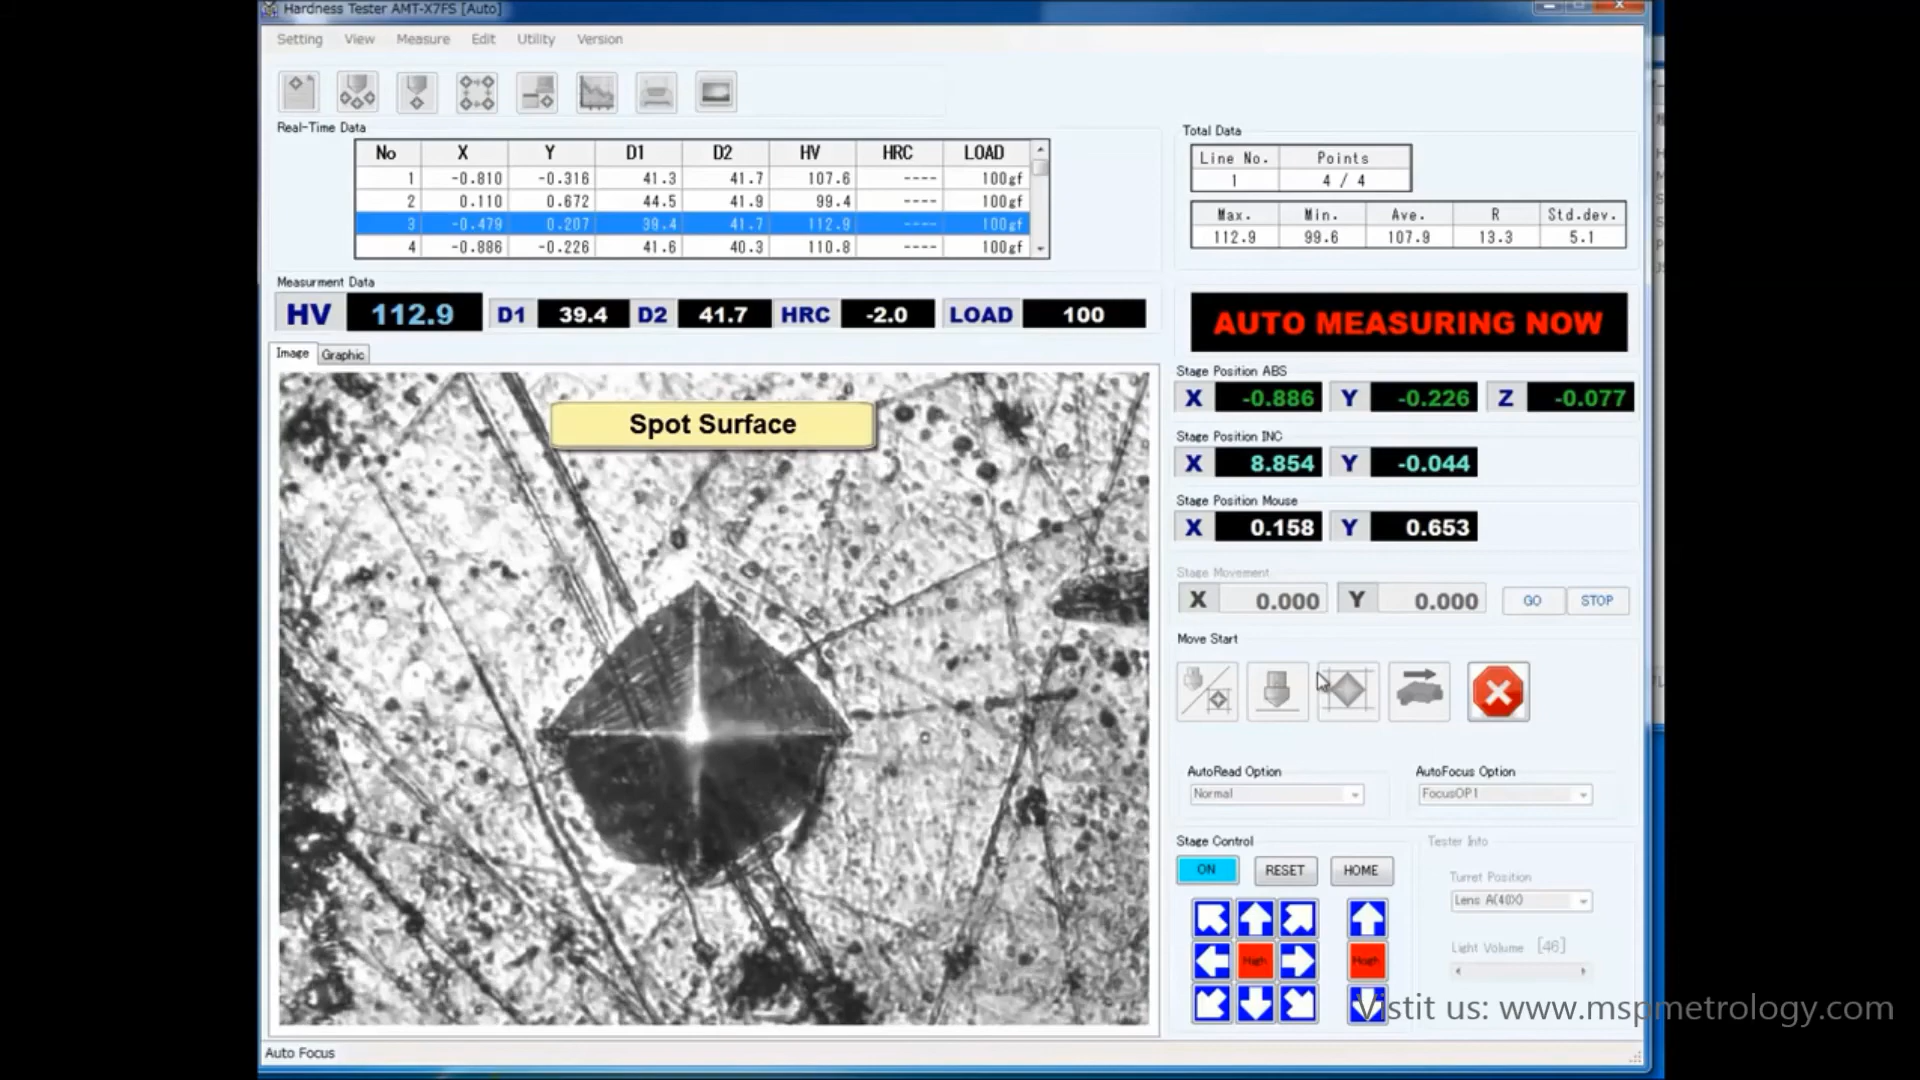 Hardness Tester AMT-X7FS [Auto]
Setting View Measure Edit Utility Version
Real-Time Data
No X Y D1 D2 HV HRC LOAD
1 -0.810 -0.316 41.3 41.7 107.6 ---- 100gf
2 0.110 0.672 44.5 41.9 99.4 ---- 100gf
3 -0.479 0.207 39.4 41.7 112.9 ---- 100gf
4 -0.886 -0.226 41.6 40.3 110.8 ---- 100gf
Total Data
Line No. Points
1 4 / 4
Max. Min. Ave. R Std.dev.
112.9 99.6 107.9 13.3 5.1
Measurment Data
HV 112.9 D1 39.4 D2 41.7 HRC -2.0 LOAD 100
AUTO MEASURING NOW
Image Graphic
Spot Surface
Stage Position ABS
X -0.886 Y -0.226 Z -0.077
Stage Position INC
X 8.854 Y -0.044
Stage Position Mouse
X 0.158 Y 0.653
Stage Movement
X 0.000 Y 0.000 GO STOP
Move Start
AutoRead Option AutoFocus Option
Normal FocusOP1
Stage Control
ON RESET HOME
High High
Tester Info
Turret Position
Lens A(40X)
Light Volume [46]
Vistit us: www.mspmetrology.com
Auto Focus